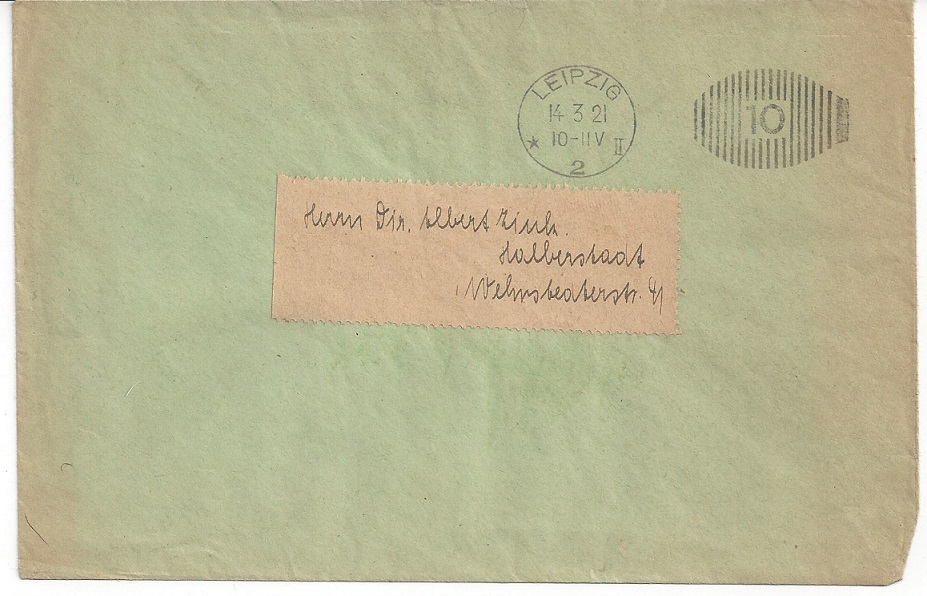 LEIPZIG
14 3 21
10-11 V
* II
2
10
Herrn Dir. Albert
Halberstadt